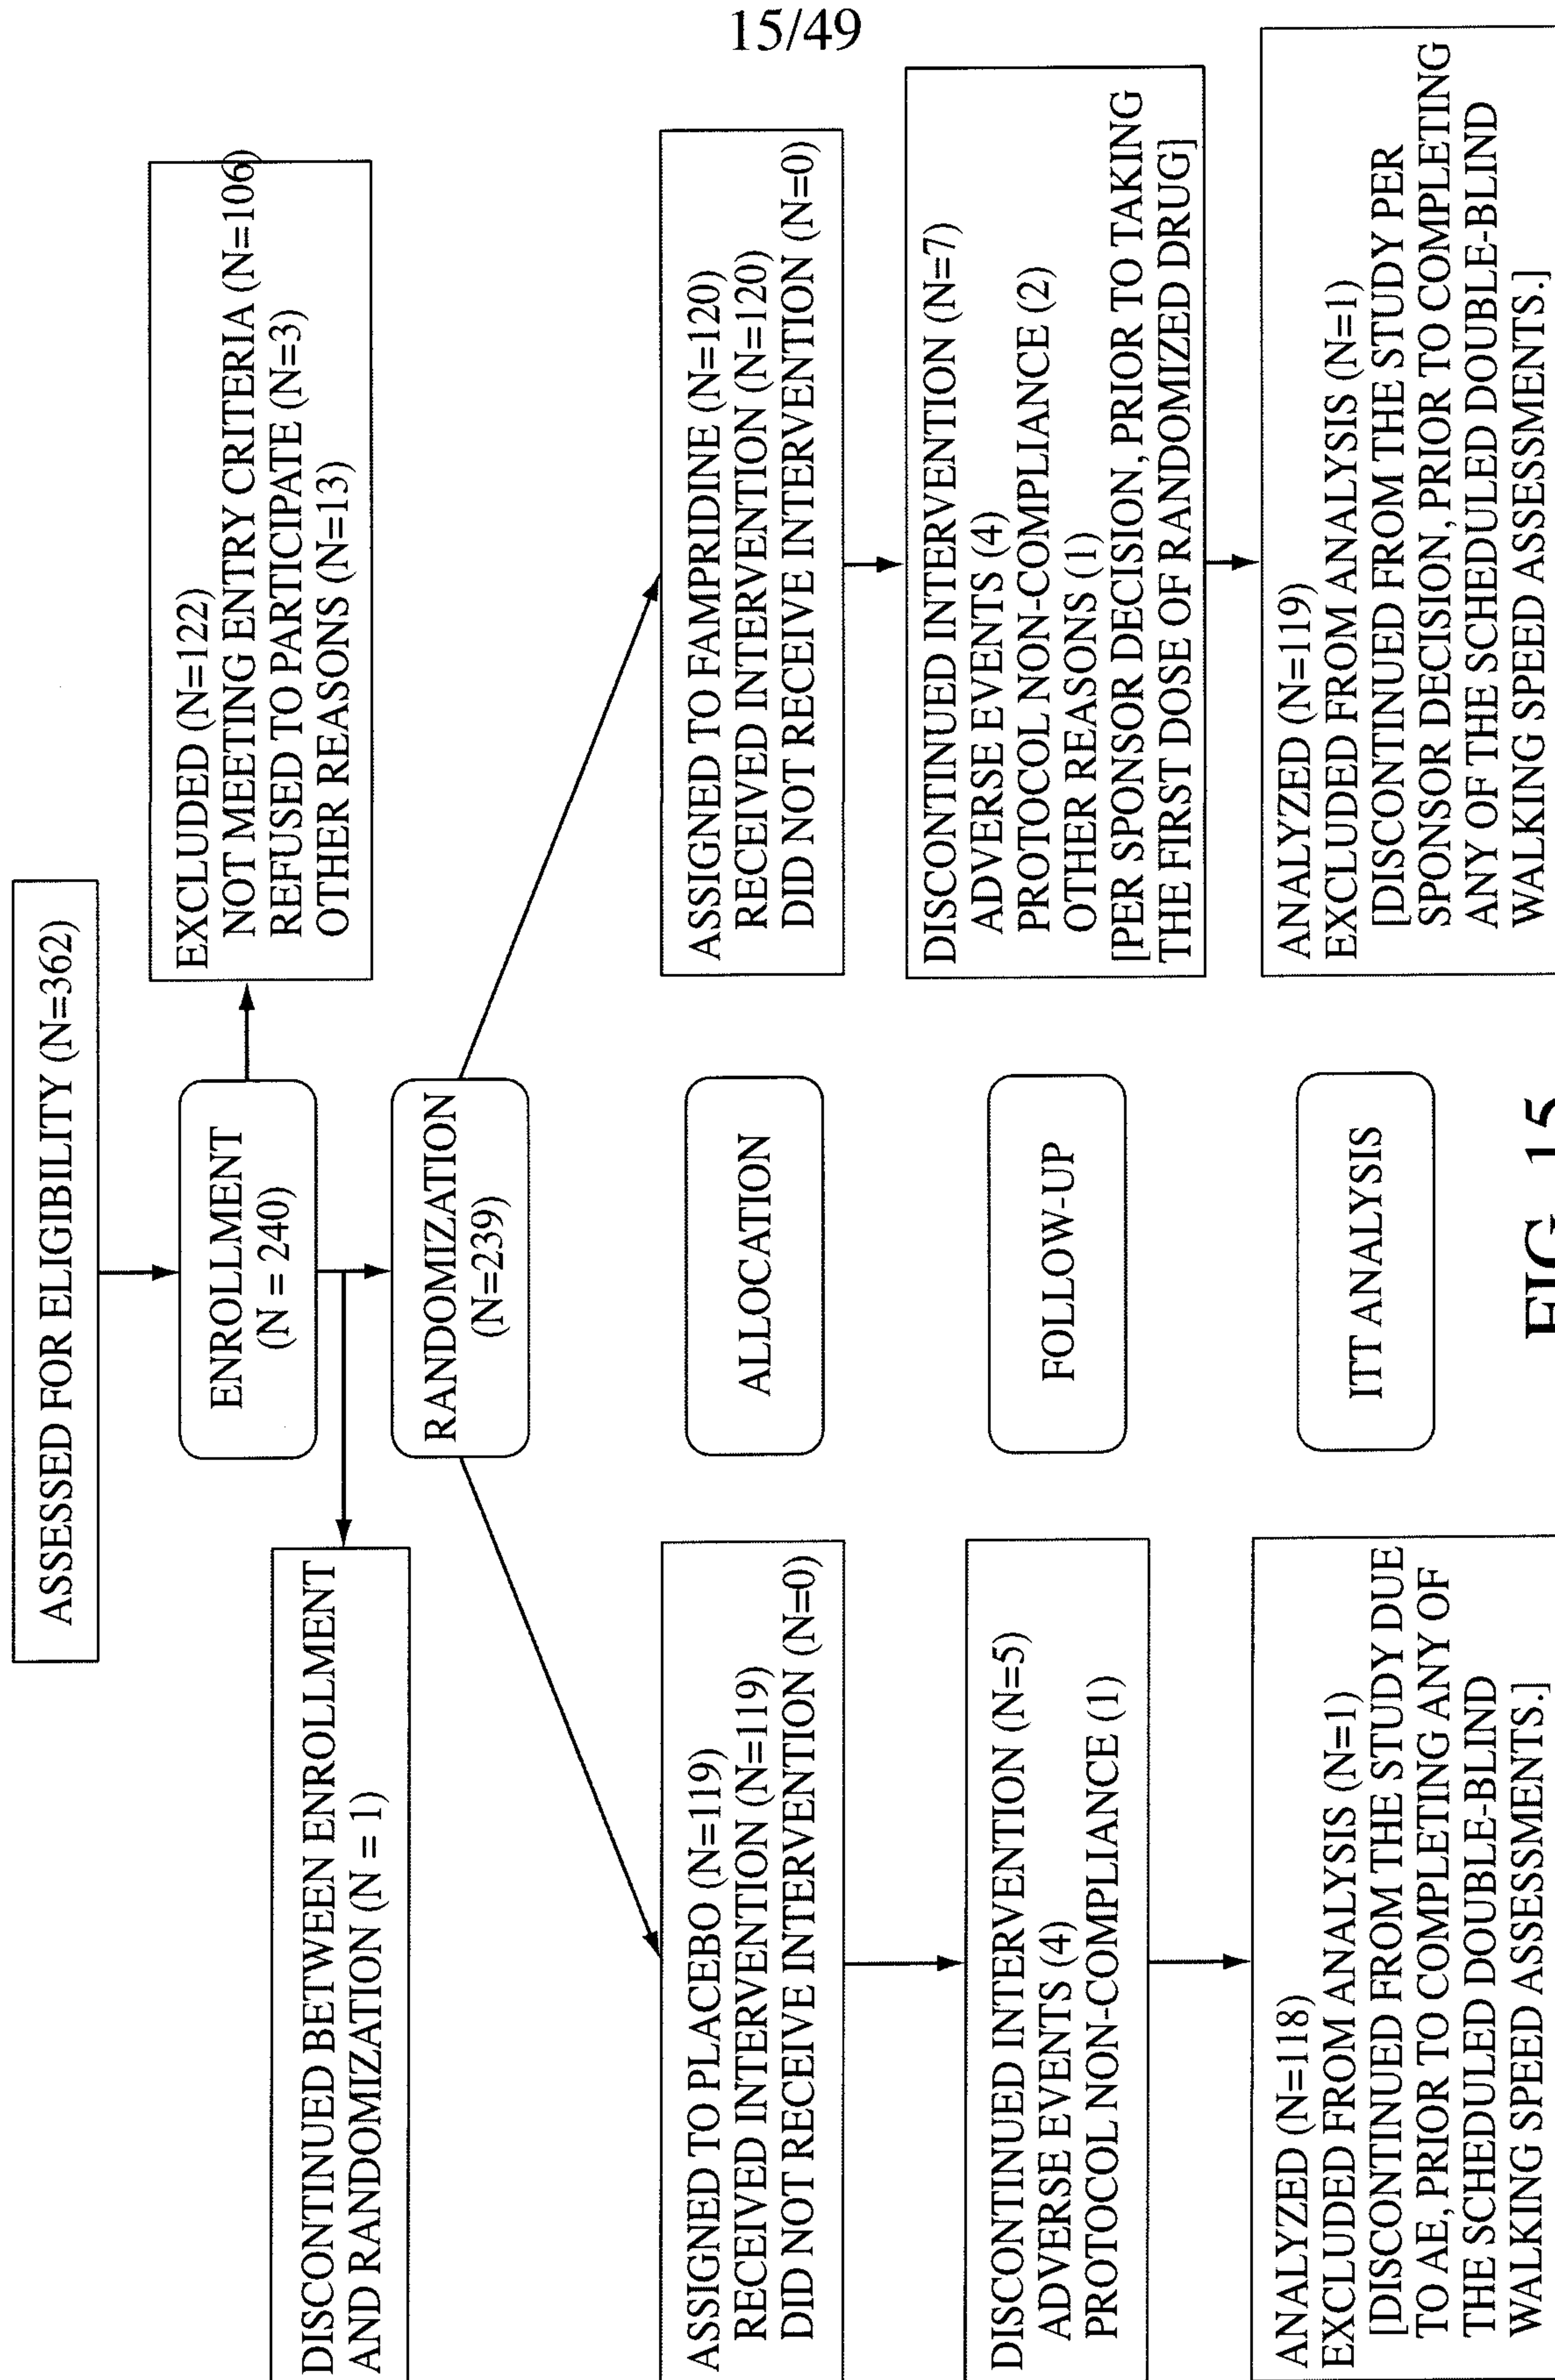 15/49
ASSESSED FOR ELIGIBILITY (N=362)
ENROLLMENT
(N = 240)
EXCLUDED (N=122)
NOT MEETING ENTRY CRITERIA (N=106)
REFUSED TO PARTICIPATE (N=3)
OTHER REASONS (N=13)
DISCONTINUED BETWEEN ENROLLMENT
AND RANDOMIZATION (N = 1)
RANDOMIZATION
(N=239)
ASSIGNED TO PLACEBO (N=119)
RECEIVED INTERVENTION (N=119)
DID NOT RECEIVE INTERVENTION (N=0)
ALLOCATION
ASSIGNED TO FAMPRIDINE (N=120)
RECEIVED INTERVENTION (N=120)
DID NOT RECEIVE INTERVENTION (N=0)
DISCONTINUED INTERVENTION (N=5)
ADVERSE EVENTS (4)
PROTOCOL NON-COMPLIANCE (1)
FOLLOW-UP
DISCONTINUED INTERVENTION (N=7)
ADVERSE EVENTS (4)
PROTOCOL NON-COMPLIANCE (2)
OTHER REASONS (1)
[PER SPONSOR DECISION, PRIOR TO TAKING
THE FIRST DOSE OF RANDOMIZED DRUG]
ANALYZED (N=118)
EXCLUDED FROM ANALYSIS (N=1)
[DISCONTINUED FROM THE STUDY DUE
TO AE, PRIOR TO COMPLETING ANY OF
THE SCHEDULED DOUBLE-BLIND
WALKING SPEED ASSESSMENTS.]
ITT ANALYSIS
ANALYZED (N=119)
EXCLUDED FROM ANALYSIS (N=1)
[DISCONTINUED FROM THE STUDY PER
SPONSOR DECISION, PRIOR TO COMPLETING
ANY OF THE SCHEDULED DOUBLE-BLIND
WALKING SPEED ASSESSMENTS.]
FIG. 15